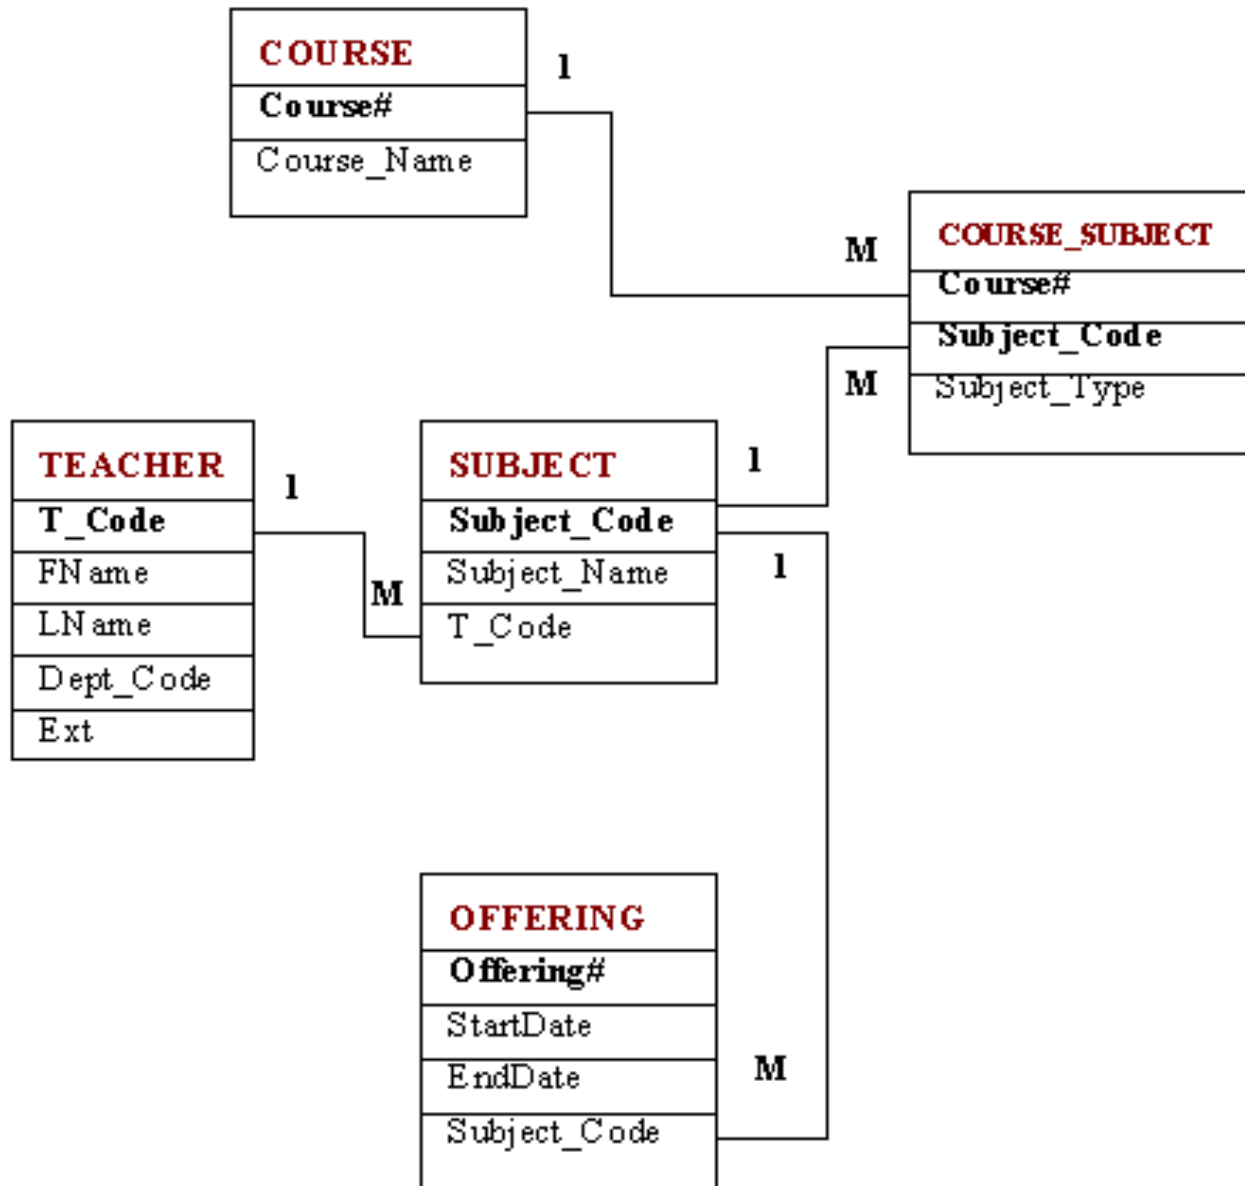 COURSE
Course#
Course_Name
1
M
COURSE_SUBJECT
Course#
Subject_Code
Subject_Type
M
TEACHER
T_Code
FName
LName
Dept_Code
Ext
1
M
SUBJECT
Subject_Code
Subject_Name
T_Code
1
1
OFFERING
Offering#
StartDate
EndDate
Subject_Code
M